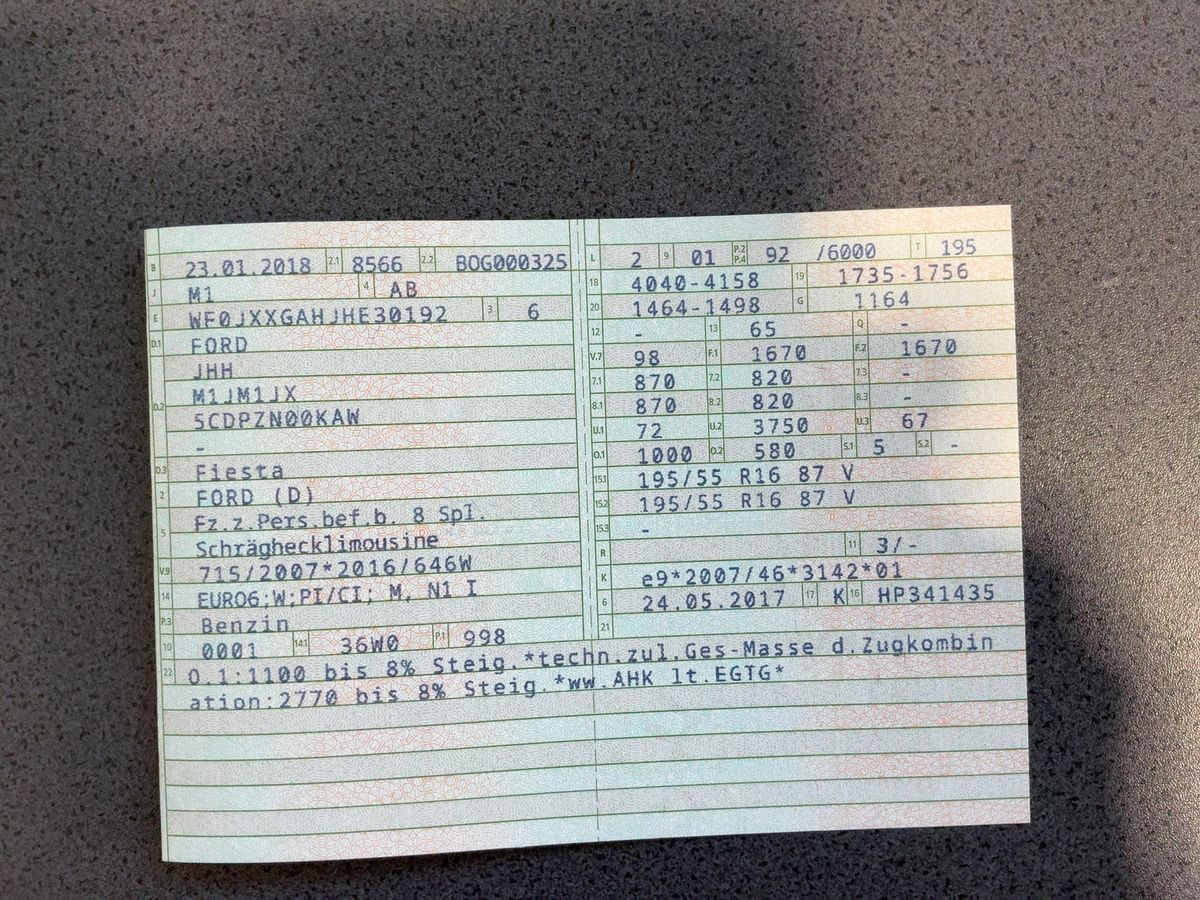 B 23.01.2018 2.1 8566 2.2 BOG000325
J M1 4 AB
E WF0JXXGAHJHE30192 3 6
D.1 FORD
JHH
D.2 M1JM1JX
5CDPZN00KAW
-
D.3 Fiesta
2 FORD (D)
5 Fz.z.Pers.bef.b. 8 Spl.
Schräghecklimousine
V.9 715/2007*2016/646W
14 EURO6;W;PI/CI; M, N1 I
P.3 Benzin
10 0001 14.1 36W0 P.1 998
L 2 9 01 P.2 P.4 92 /6000 T 195
18 4040-4158 19 1735-1756
20 1464-1498 G 1164
12 - 13 65 Q -
V.7 98 F.1 1670 F.2 1670
7.1 870 7.2 820 7.3 -
8.1 870 8.2 820 8.3 -
U.1 72 U.2 3750 U.3 67
O.1 1000 O.2 580 S.1 5 S.2 -
15.1 195/55 R16 87 V
15.2 195/55 R16 87 V
15.3 -
R 11 3/-
K e9*2007/46*3142*01
6 24.05.2017 17 K 16 HP341435
21
22 O.1:1100 bis 8% Steig.*techn.zul.Ges-Masse d.Zugkombin
ation:2770 bis 8% Steig.*ww.AHK lt.EGTG*